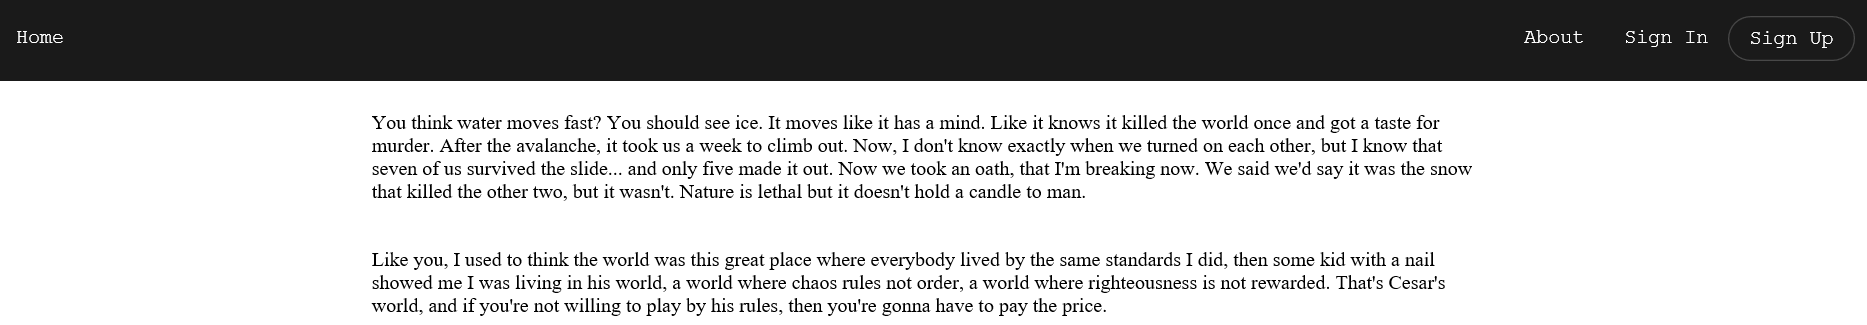 Home
About
Sign In
Sign Up
You think water moves fast? You should see ice. It moves like it has a mind. Like it knows it killed the world once and got a taste for
murder. After the avalanche, it took us a week to climb out. Now, I don't know exactly when we turned on each other, but I know that
seven of us survived the slide... and only five made it out. Now we took an oath, that I'm breaking now. We said we'd say it was the snow
that killed the other two, but it wasn't. Nature is lethal but it doesn't hold a candle to man.
Like you, I used to think the world was this great place where everybody lived by the same standards I did, then some kid with a nail
showed me I was living in his world, a world where chaos rules not order, a world where righteousness is not rewarded. That's Cesar's
world, and if you're not willing to play by his rules, then you're gonna have to pay the price.